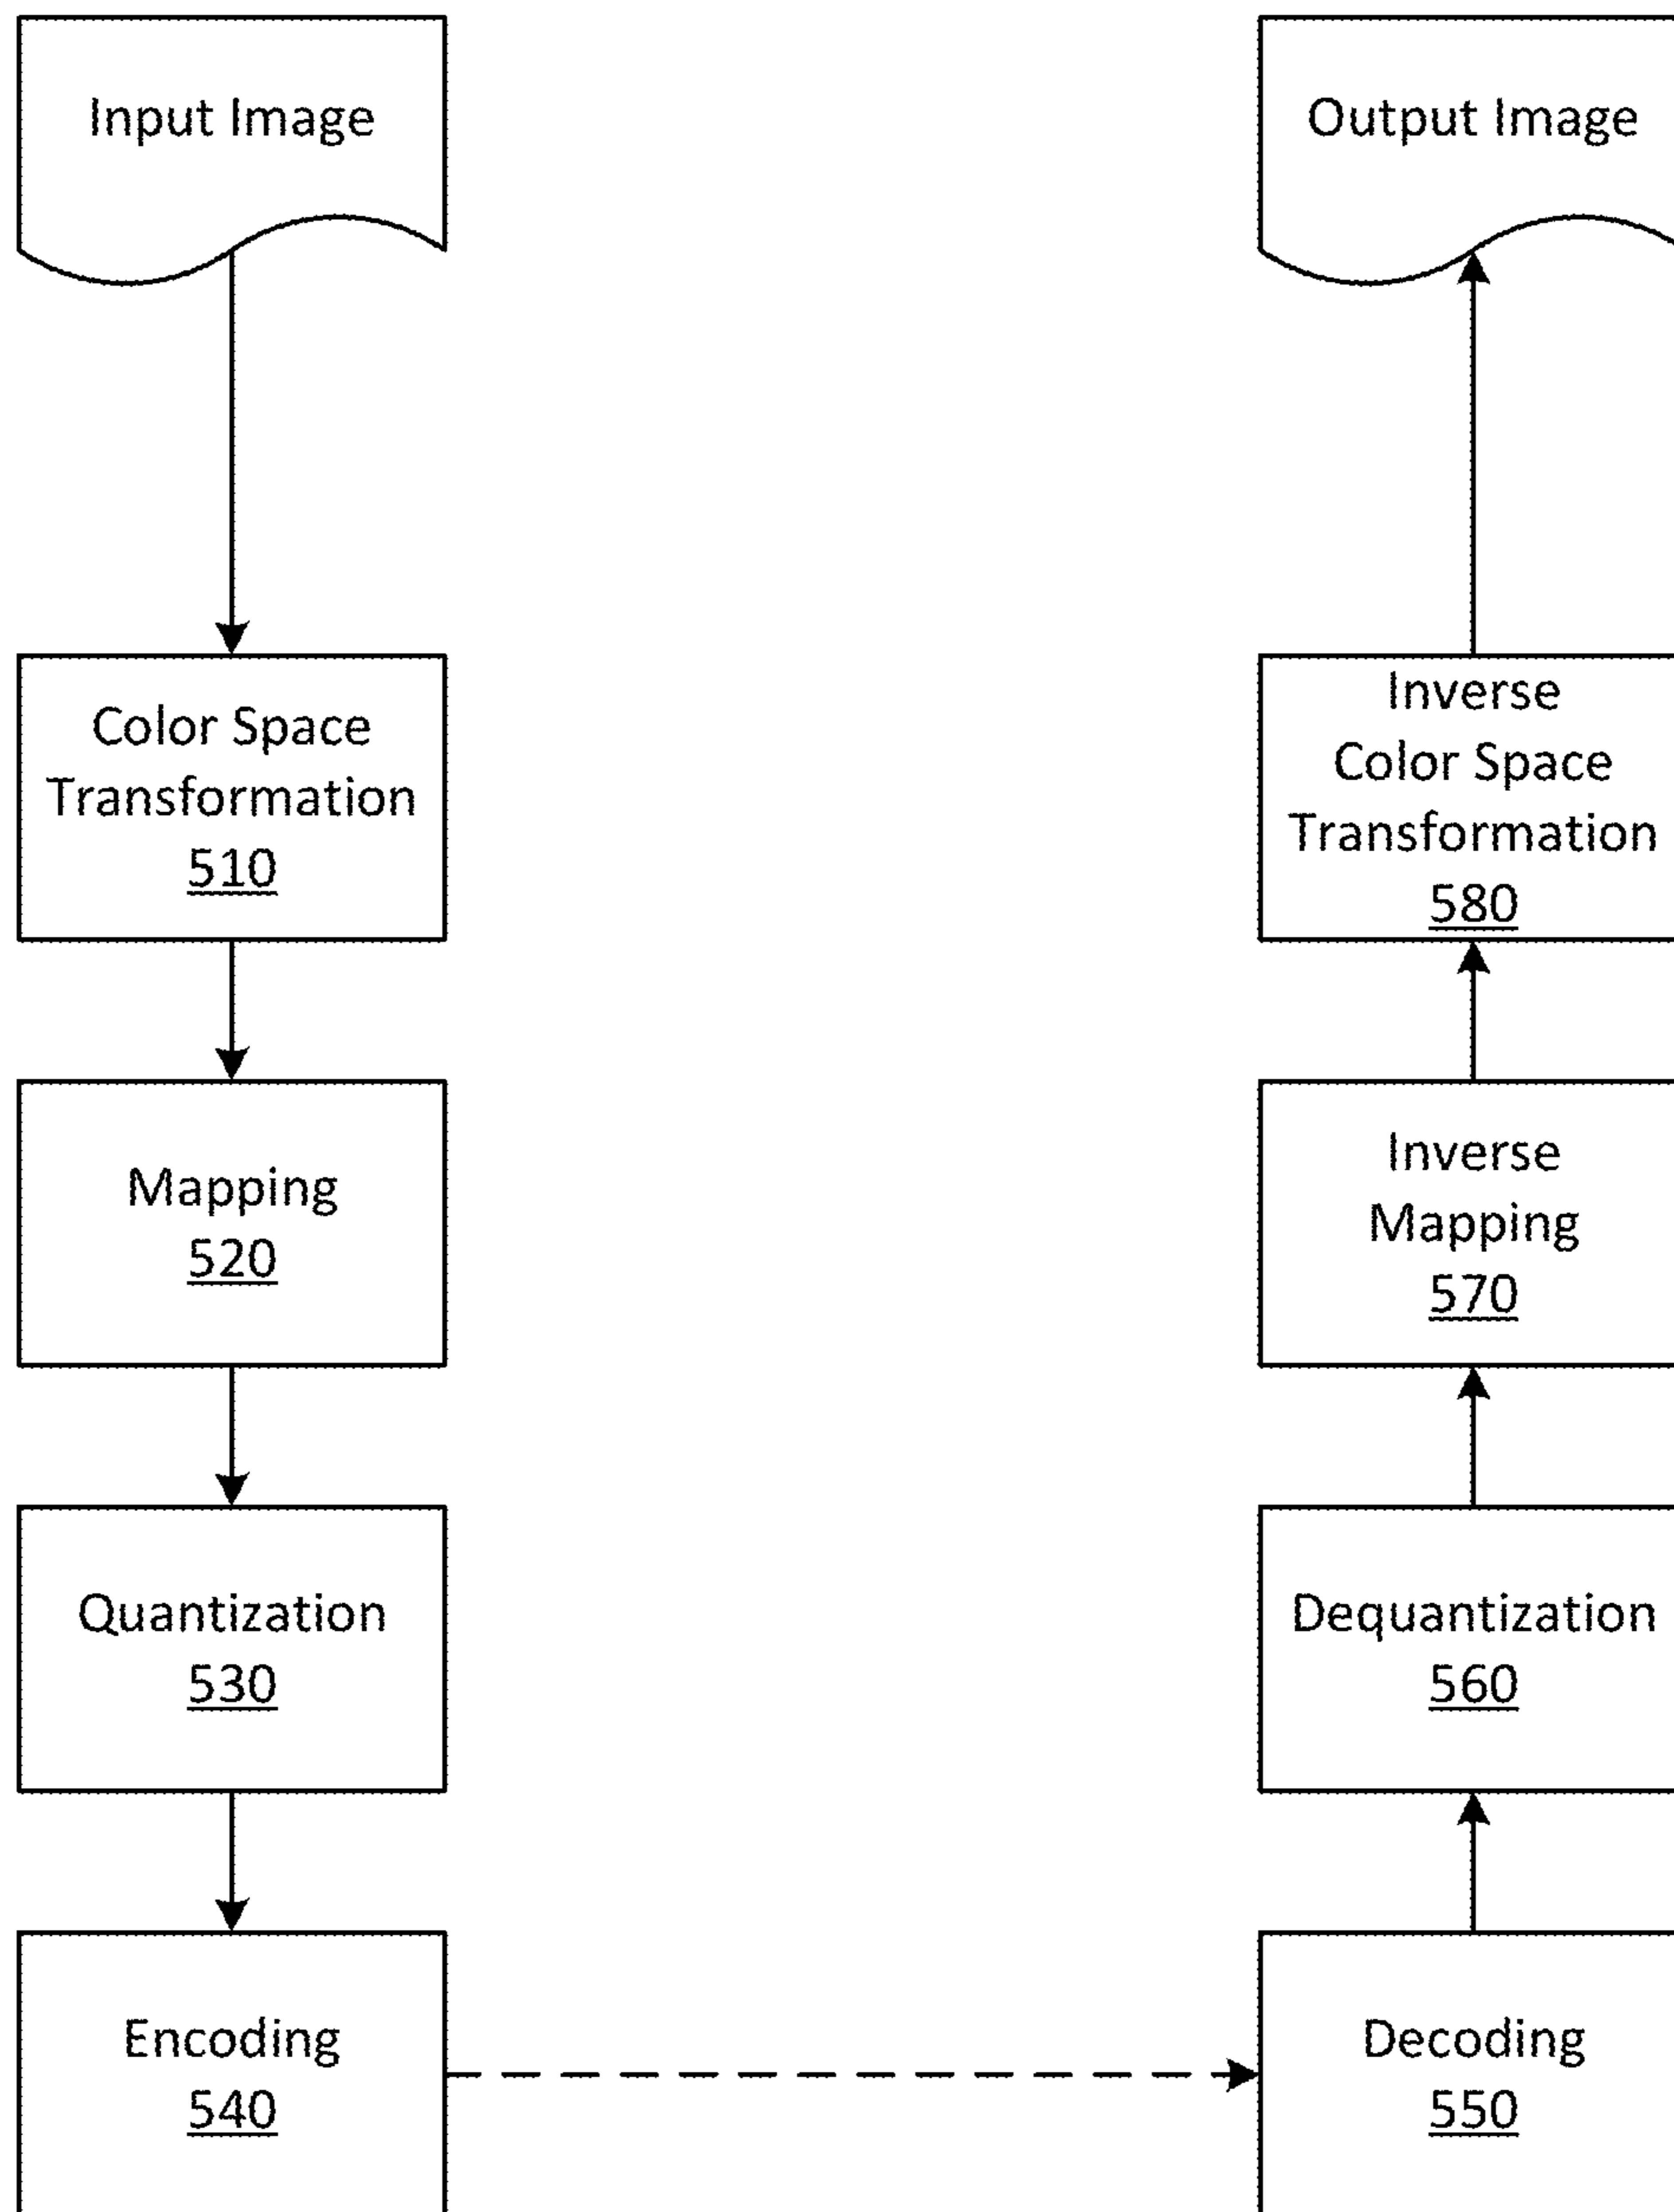 Input Image
Color Space
Transformation
510
Mapping
520
Quantization
530
Encoding
540
Output Image
Inverse
Color Space
Transformation
580
Inverse
Mapping
570
Dequantization
560
Decoding
550